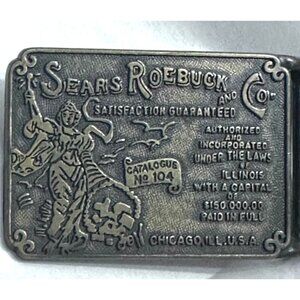 SEARS ROEBUCK
AND CO.
SATISFACTION GUARANTEED
AUTHORIZED
AND
INCORPORATED
UNDER THE LAWS
OF
ILLINOIS
WITH A CAPITAL
OF
$150,000.00
PAID IN FULL
CATALOGUE
No 104
CHICAGO, ILL., U.S.A.